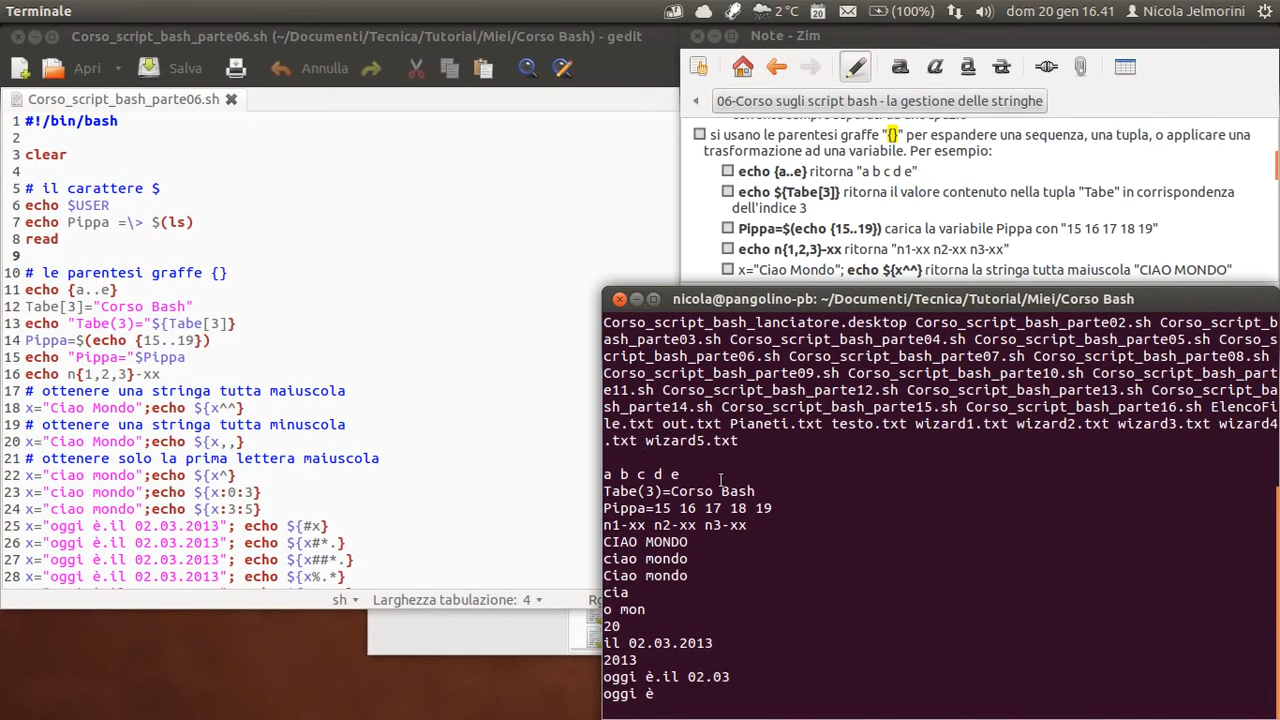 Terminale
2 °C
20
(100%)
dom 20 gen 16.41
Nicola Jelmorini
Corso_script_bash_parte06.sh (~/Documenti/Tecnica/Tutorial/Miei/Corso Bash) - gedit
Apri
Salva
Annulla
Corso_script_bash_parte06.sh
1 #!/bin/bash
2
3 clear
4
5 # il carattere $
6 echo $USER
7 echo Pippa =\> $(ls)
8 read
9
10 # le parentesi graffe {}
11 echo {a..e}
12 Tabe[3]="Corso Bash"
13 echo "Tabe(3)="${Tabe[3]}
14 Pippa=$(echo {15..19})
15 echo "Pippa="$Pippa
16 echo n{1,2,3}-xx
17 # ottenere una stringa tutta maiuscola
18 x="Ciao Mondo";echo ${x^^}
19 # ottenere una stringa tutta minuscola
20 x="Ciao Mondo";echo ${x,,}
21 # ottenere solo la prima lettera maiuscola
22 x="ciao mondo";echo ${x^}
23 x="ciao mondo";echo ${x:0:3}
24 x="ciao mondo";echo ${x:3:5}
25 x="oggi è.il 02.03.2013"; echo ${#x}
26 x="oggi è.il 02.03.2013"; echo ${x#*.}
27 x="oggi è.il 02.03.2013"; echo ${x##*.}
28 x="oggi è.il 02.03.2013"; echo ${x%.*}
sh
Larghezza tabulazione: 4
Note - Zim
06-Corso sugli script bash - la gestione delle stringhe
si usano le parentesi graffe "{}" per espandere una sequenza, una tupla, o applicare una
trasformazione ad una variabile. Per esempio:
echo {a..e} ritorna "a b c d e"
echo ${Tabe[3]} ritorna il valore contenuto nella tupla "Tabe" in corrispondenza
dell'indice 3
Pippa=$(echo {15..19}) carica la variabile Pippa con "15 16 17 18 19"
echo n{1,2,3}-xx ritorna "n1-xx n2-xx n3-xx"
x="Ciao Mondo"; echo ${x^^} ritorna la stringa tutta maiuscola "CIAO MONDO"
nicola@pangolino-pb: ~/Documenti/Tecnica/Tutorial/Miei/Corso Bash
Corso_script_bash_lanciatore.desktop Corso_script_bash_parte02.sh Corso_script_b
ash_parte03.sh Corso_script_bash_parte04.sh Corso_script_bash_parte05.sh Corso_s
cript_bash_parte06.sh Corso_script_bash_parte07.sh Corso_script_bash_parte08.sh
Corso_script_bash_parte09.sh Corso_script_bash_parte10.sh Corso_script_bash_part
e11.sh Corso_script_bash_parte12.sh Corso_script_bash_parte13.sh Corso_script_ba
sh_parte14.sh Corso_script_bash_parte15.sh Corso_script_bash_parte16.sh ElencoFi
le.txt out.txt Pianeti.txt testo.txt wizard1.txt wizard2.txt wizard3.txt wizard4
.txt wizard5.txt
a b c d e
Tabe(3)=Corso Bash
Pippa=15 16 17 18 19
n1-xx n2-xx n3-xx
CIAO MONDO
ciao mondo
Ciao mondo
cia
o mon
20
il 02.03.2013
2013
oggi è.il 02.03
oggi è